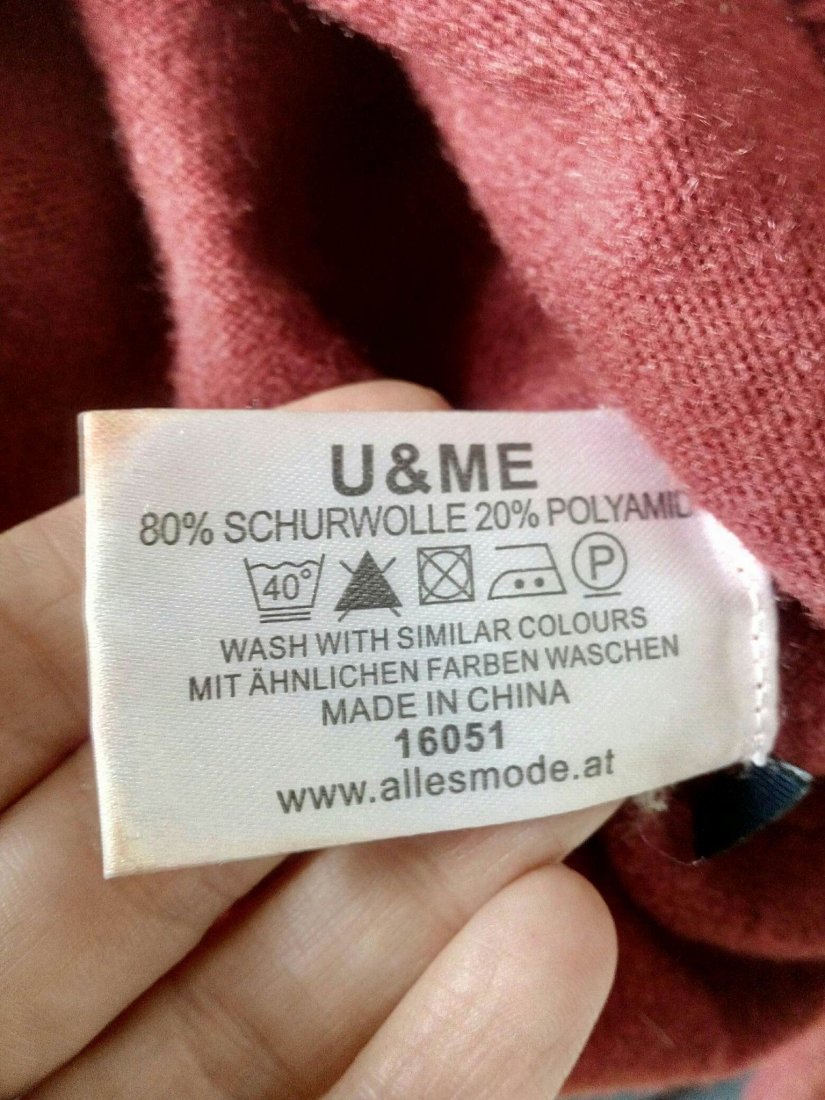 U&ME
80% SCHURWOLLE 20% POLYAMID
40° P
WASH WITH SIMILAR COLOURS
MIT ÄHNLICHEN FARBEN WASCHEN
MADE IN CHINA
16051
www.allesmode.at